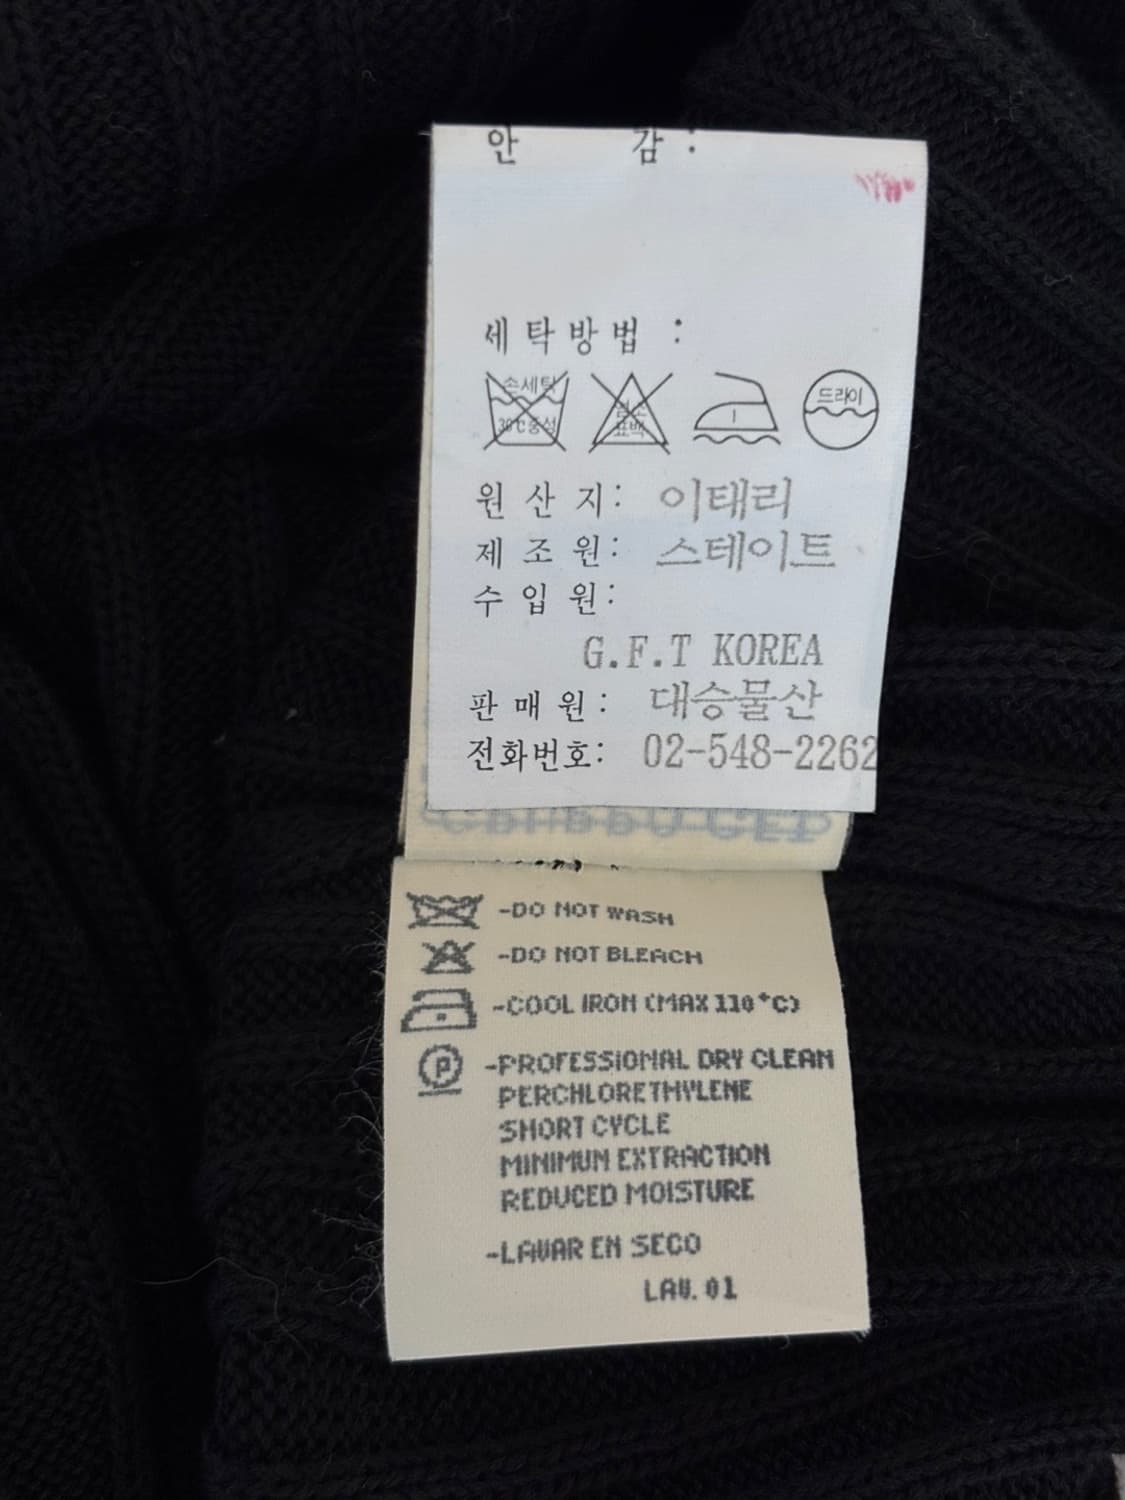 안 감 :
세 탁 방 법 :
손세탁
30℃중성
표백
드라이
원 산 지: 이태리
제 조 원: 스테이트
수 입 원:
G.F.T KOREA
판 매 원: 대승물산
전화번호: 02-548-2262
-DO NOT WASH
-DO NOT BLEACH
-COOL IRON (MAX 110°C)
P
-PROFESSIONAL DRY CLEAN
PERCHLORETHYLENE
SHORT CYCLE
MINIMUN EXTRACTION
REDUCED MOISTURE
-LAVAR EN SECO
LAV. 01